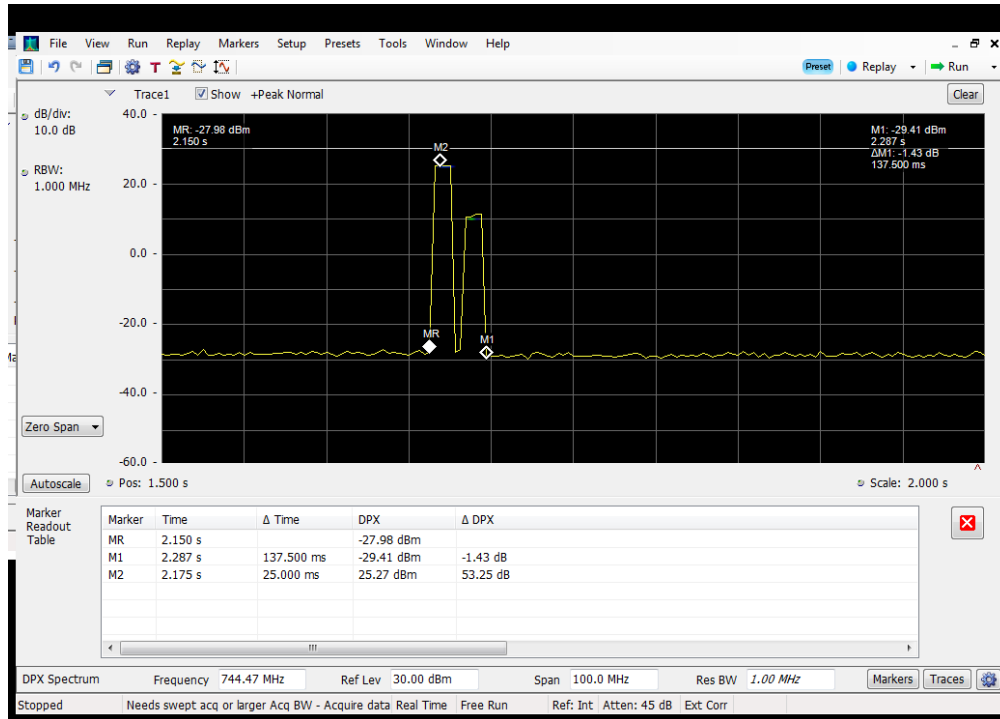 File View Run Replay Markers Setup Presets Tools Window Help
T Preset Replay Run
Trace1 Show +Peak Normal Clear
dB/div:
10.0 dB
RBW:
1.000 MHz
40.0
20.0
0.0
-20.0
-40.0
-60.0
MR: -27.98 dBm
2.150 s
M1: -29.41 dBm
2.287 s
ΔM1: -1.43 dB
137.500 ms
M2
MR
M1
Zero Span
Autoscale Pos: 1.500 s Scale: 2.000 s
Marker
Readout
Table
Marker Time Δ Time DPX Δ DPX
MR 2.150 s -27.98 dBm
M1 2.287 s 137.500 ms -29.41 dBm -1.43 dB
M2 2.175 s 25.000 ms 25.27 dBm 53.25 dB
DPX Spectrum Frequency 744.47 MHz Ref Lev 30.00 dBm Span 100.0 MHz Res BW 1.00 MHz Markers Traces
Stopped Needs swept acq or larger Acq BW - Acquire data Real Time Free Run Ref: Int Atten: 45 dB Ext Corr